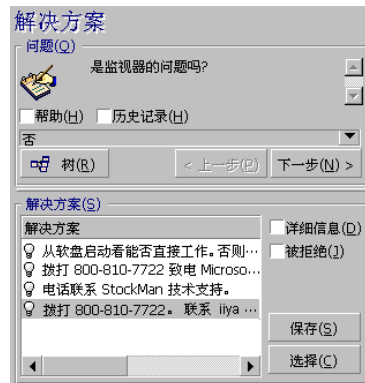 解决方案
问题(O)
是监视器的问题吗?
帮助(H) 历史记录(H)
否
树(R) < 上一步(P) 下一步(N) >
解决方案(S)
解决方案
详细信息(D)
从软盘启动看能否直接工作。否则…
被拒绝(J)
拨打 800-810-7722 致电 Microso…
电话联系 StockMan 技术支持。
拨打 800-810-7722。联系 iiya …
保存(S)
选择(C)